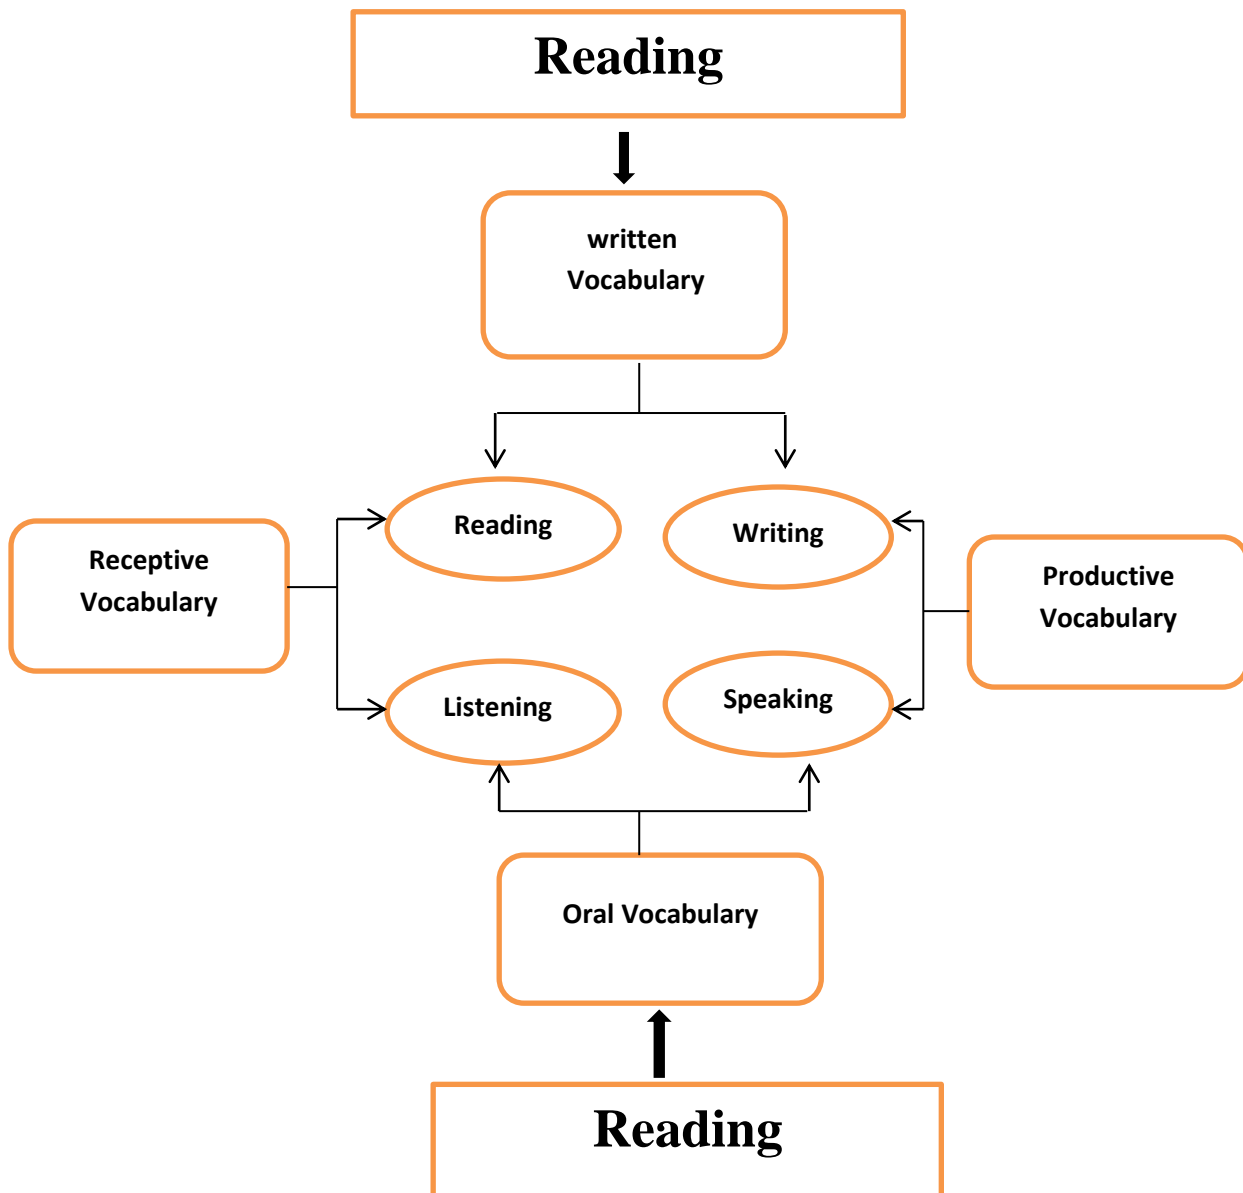 Reading
written
Vocabulary
Reading
Writing
Receptive
Vocabulary
Productive
Vocabulary
Listening
Speaking
Oral Vocabulary
Reading